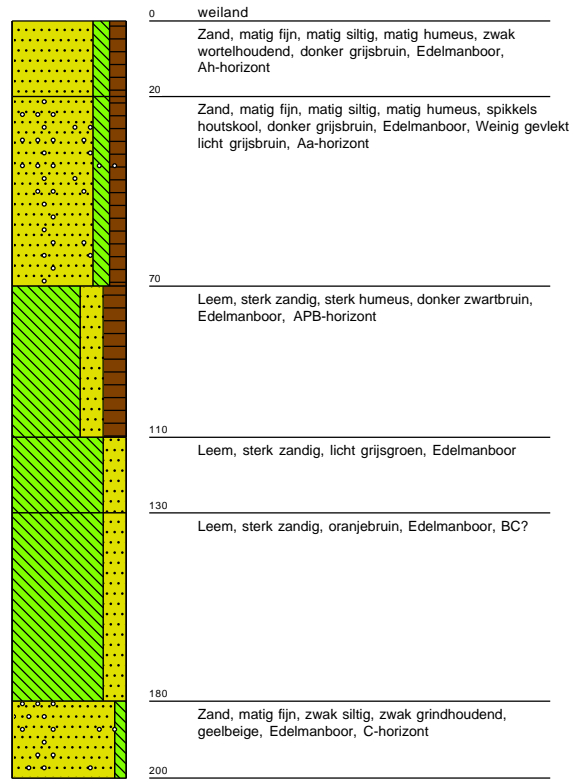 0
weiland
Zand, matig fijn, matig siltig, matig humeus, zwak
wortelhoudend, donker grijsbruin, Edelmanboor,
Ah-horizont
20
Zand, matig fijn, matig siltig, matig humeus, spikkels
houtskool, donker grijsbruin, Edelmanboor, Weinig gevlekt
licht grijsbruin, Aa-horizont
70
Leem, sterk zandig, sterk humeus, donker zwartbruin,
Edelmanboor, APB-horizont
110
Leem, sterk zandig, licht grijsgroen, Edelmanboor
130
Leem, sterk zandig, oranjebruin, Edelmanboor, BC?
180
Zand, matig fijn, zwak siltig, zwak grindhoudend,
geelbeige, Edelmanboor, C-horizont
200